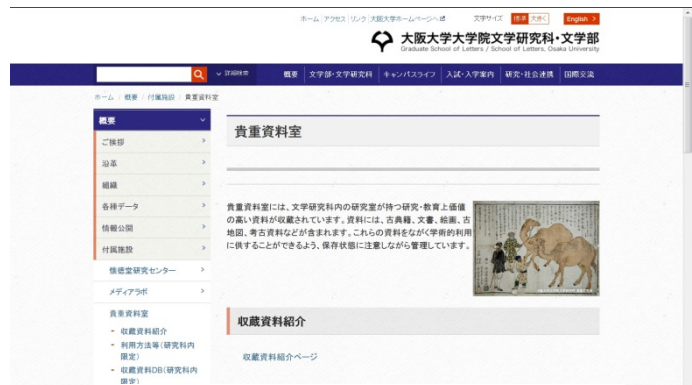 ホーム｜アクセス｜リンク｜大阪大学ホームページへ
文字サイズ 標準 大きく
English >
大阪大学大学院文学研究科・文学部
Graduate School of Letters / School of Letters, Osaka University
詳細検索
概要 文学部・文学研究科 キャンパスライフ 入試・入学案内 研究・社会連携 国際交流
ホーム / 概要 / 付属施設 / 貴重資料室
概要
ご挨拶
沿革
組織
各種データ
情報公開
付属施設
懐徳堂研究センター
メディアラボ
貴重資料室
- 収蔵資料紹介
- 利用方法等(研究科内
限定)
- 収蔵資料DB(研究科内
限定)
貴重資料室
貴重資料室には、文学研究科内の研究室が持つ研究・教育上価値
の高い資料が収蔵されています。資料には、古典籍、文書、絵画、古
地図、考古資料などが含まれます。これらの資料をながく学術的利用
に供することができるよう、保存状態に注意しながら管理しています。
収蔵資料紹介
収蔵資料紹介ページ